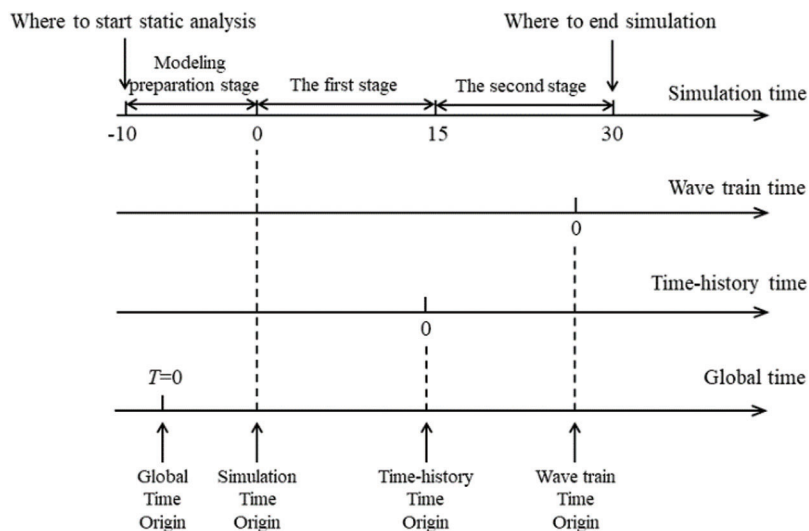 Where to start static analysis
Where to end simulation
Modeling
preparation stage
The first stage
The second stage
Simulation time
-10
0
15
30
Wave train time
0
Time-history time
0
T=0
Global time
Global
Time
Origin
Simulation
Time
Origin
Time-history
Time
Origin
Wave train
Time
Origin